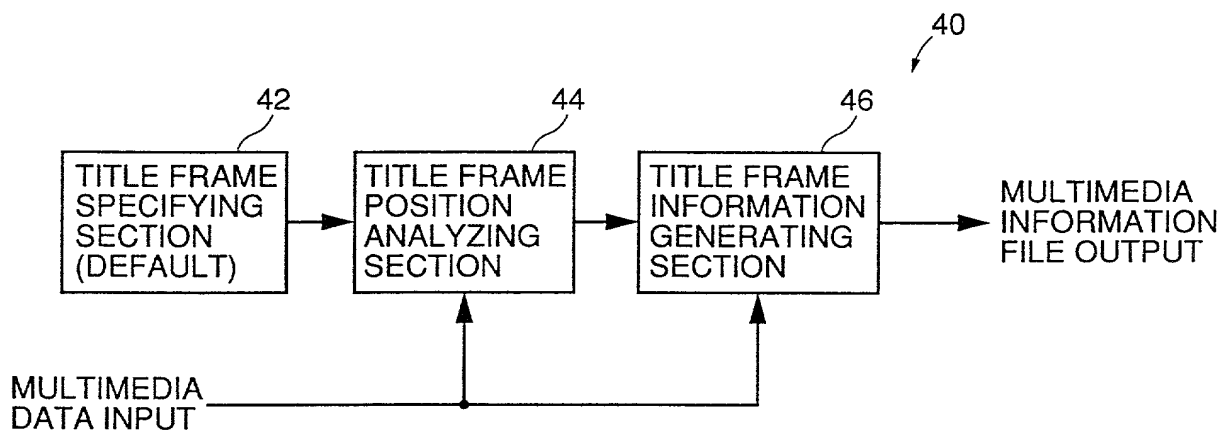 40
42
44
46
TITLE FRAME
SPECIFYING
SECTION
(DEFAULT)
TITLE FRAME
POSITION
ANALYZING
SECTION
TITLE FRAME
INFORMATION
GENERATING
SECTION
MULTIMEDIA
INFORMATION
FILE OUTPUT
MULTIMEDIA
DATA INPUT